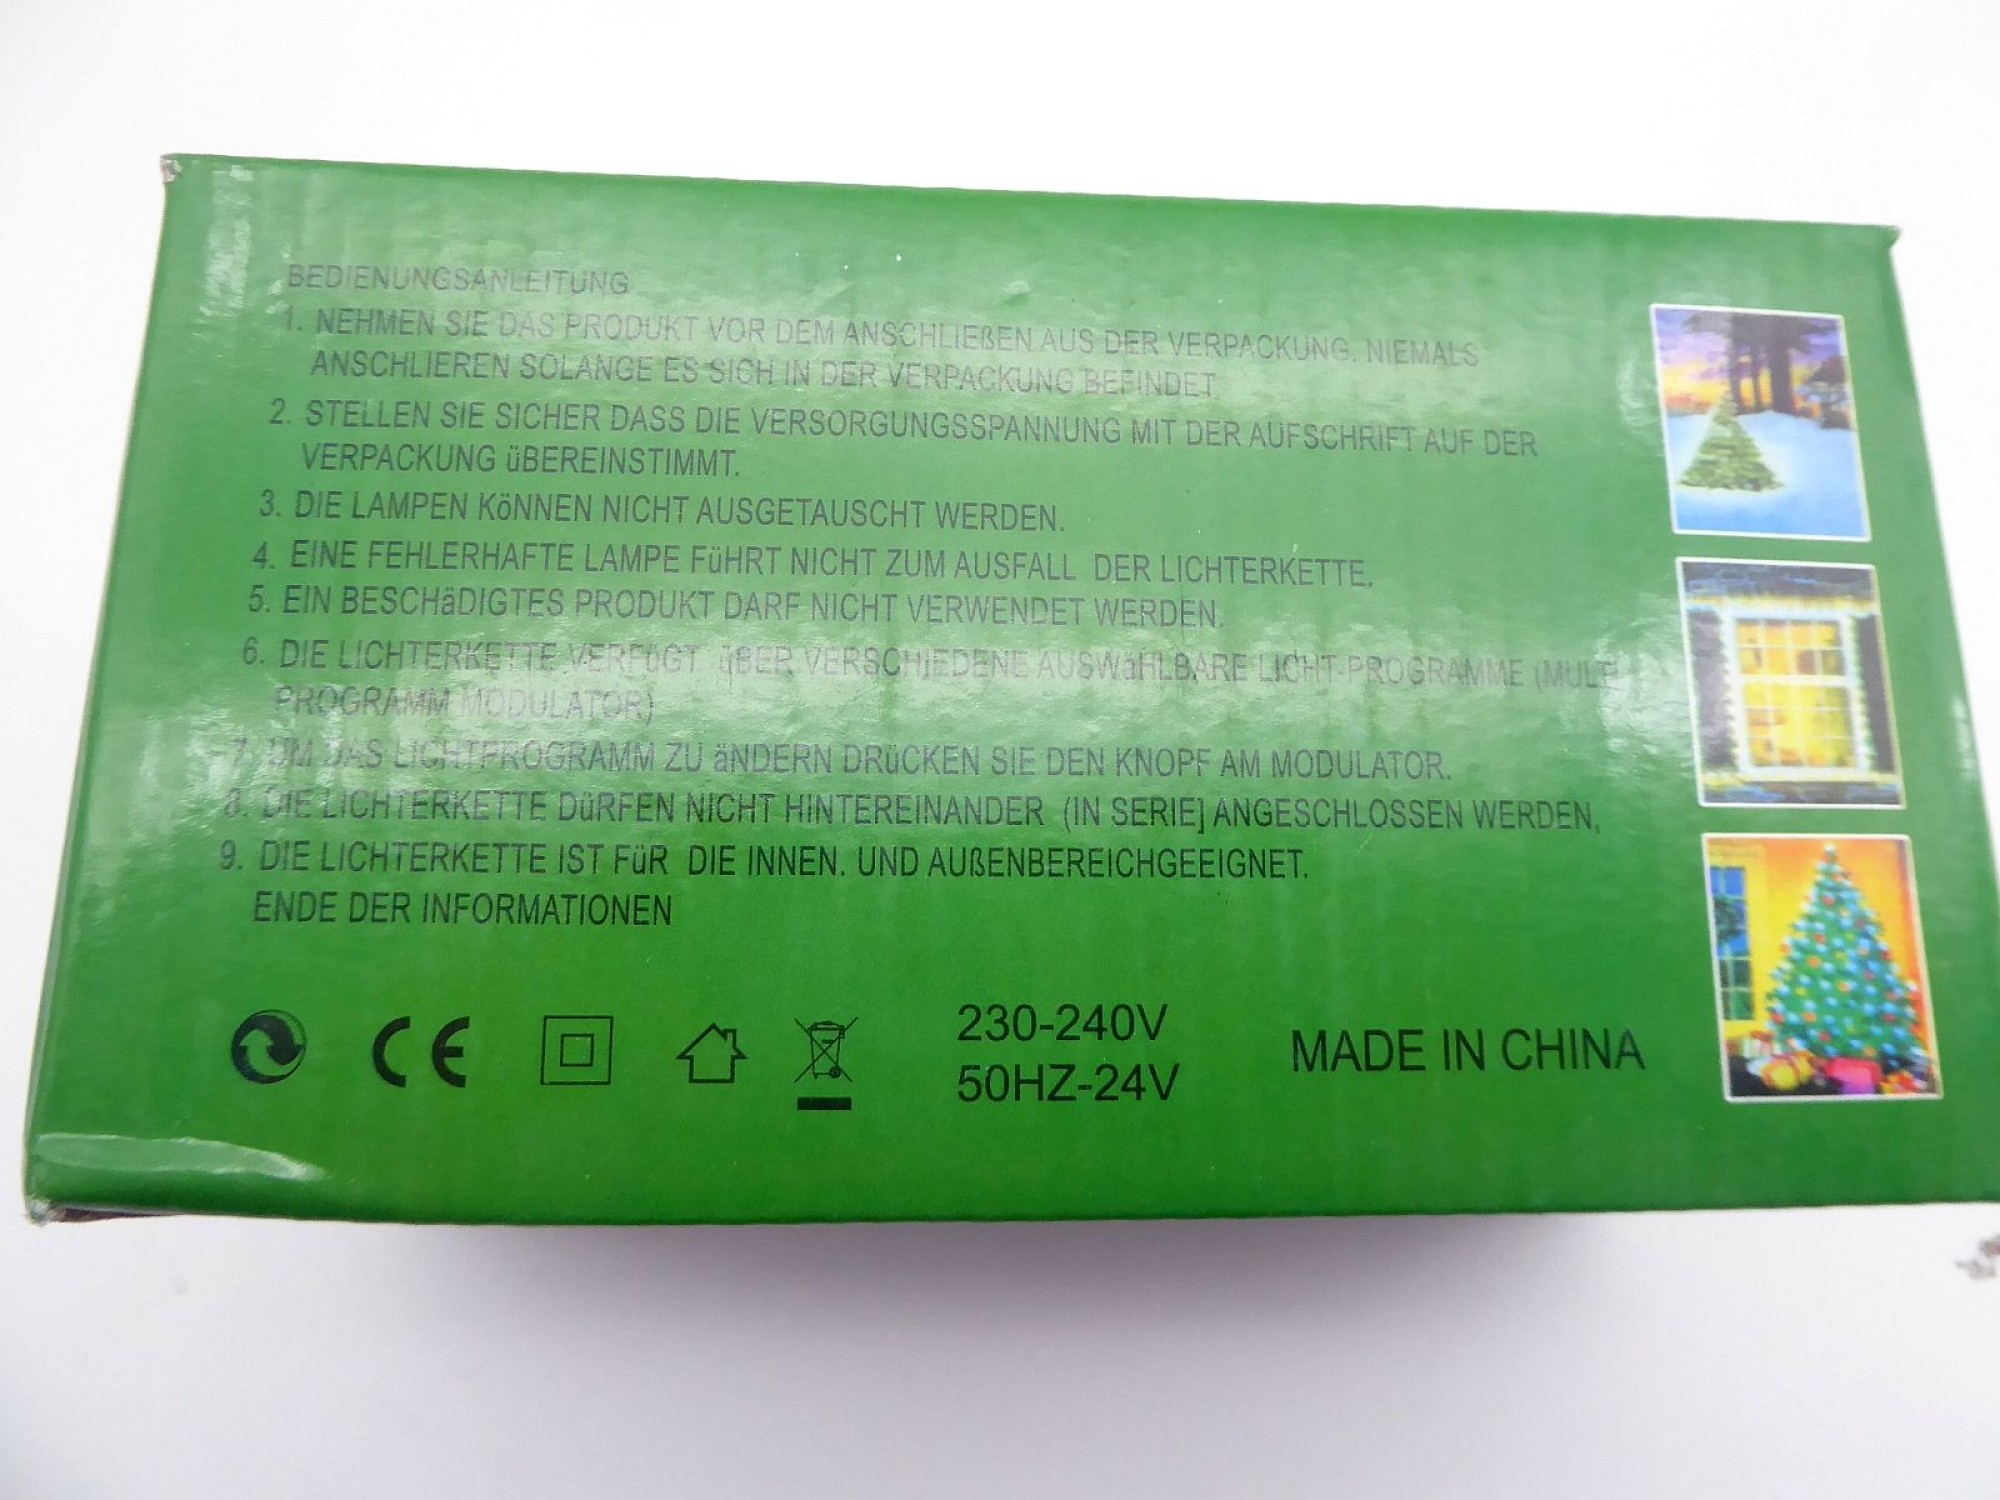 BEDIENUNGSANLEITUNG
1. NEHMEN SIE DAS PRODUKT VOR DEM ANSCHLIEßEN AUS DER VERPACKUNG. NIEMALS
ANSCHLIEREN SOLANGE ES SICH IN DER VERPACKUNG BEFINDET.
2. STELLEN SIE SICHER DASS DIE VERSORGUNGSSPANNUNG MIT DER AUFSCHRIFT AUF DER
VERPACKUNG üBEREINSTIMMT.
3. DIE LAMPEN KöNNEN NICHT AUSGETAUSCHT WERDEN.
4. EINE FEHLERHAFTE LAMPE FüHRT NICHT ZUM AUSFALL DER LICHTERKETTE.
5. EIN BESCHäDIGTES PRODUKT DARF NICHT VERWENDET WERDEN.
6. DIE LICHTERKETTE VERFüGT üBER VERSCHIEDENE AUSWäHLBARE LICHT-PROGRAMME (MULTI
PROGRAMM MODULATOR)
7. UM DAS LICHTPROGRAMM ZU äNDERN DRüCKEN SIE DEN KNOPF AM MODULATOR.
8. DIE LICHTERKETTE DüRFEN NICHT HINTEREINANDER (IN SERIE] ANGESCHLOSSEN WERDEN,
9. DIE LICHTERKETTE IST FüR DIE INNEN. UND AUßENBEREICHGEEIGNET.
ENDE DER INFORMATIONEN
CE
230-240V
50HZ-24V
MADE IN CHINA